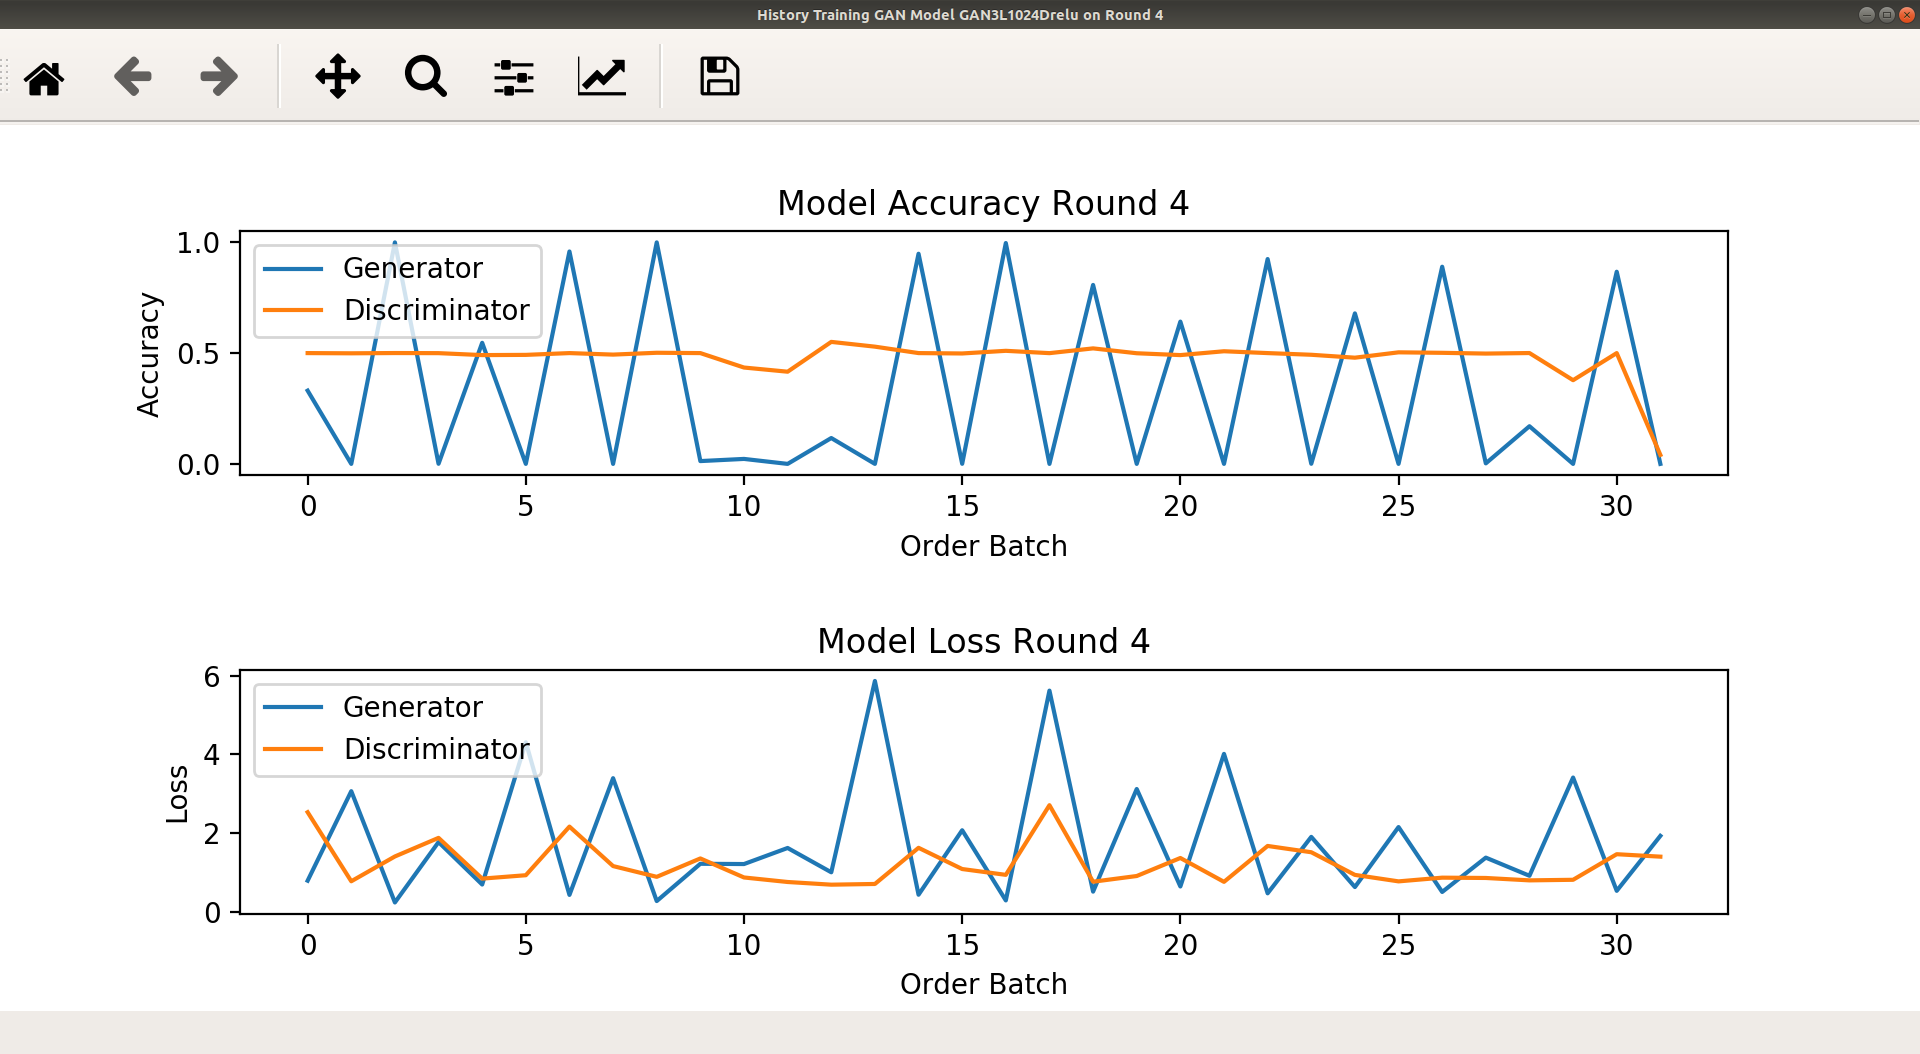 History Training GAN Model GAN3L1024Drelu on Round 4
Model Accuracy Round 4
Accuracy
1.0
0.5
0.0
Generator
Discriminator
0 5 10 15 20 25 30
Order Batch
Model Loss Round 4
Loss
6
4
2
0
Generator
Discriminator
0 5 10 15 20 25 30
Order Batch